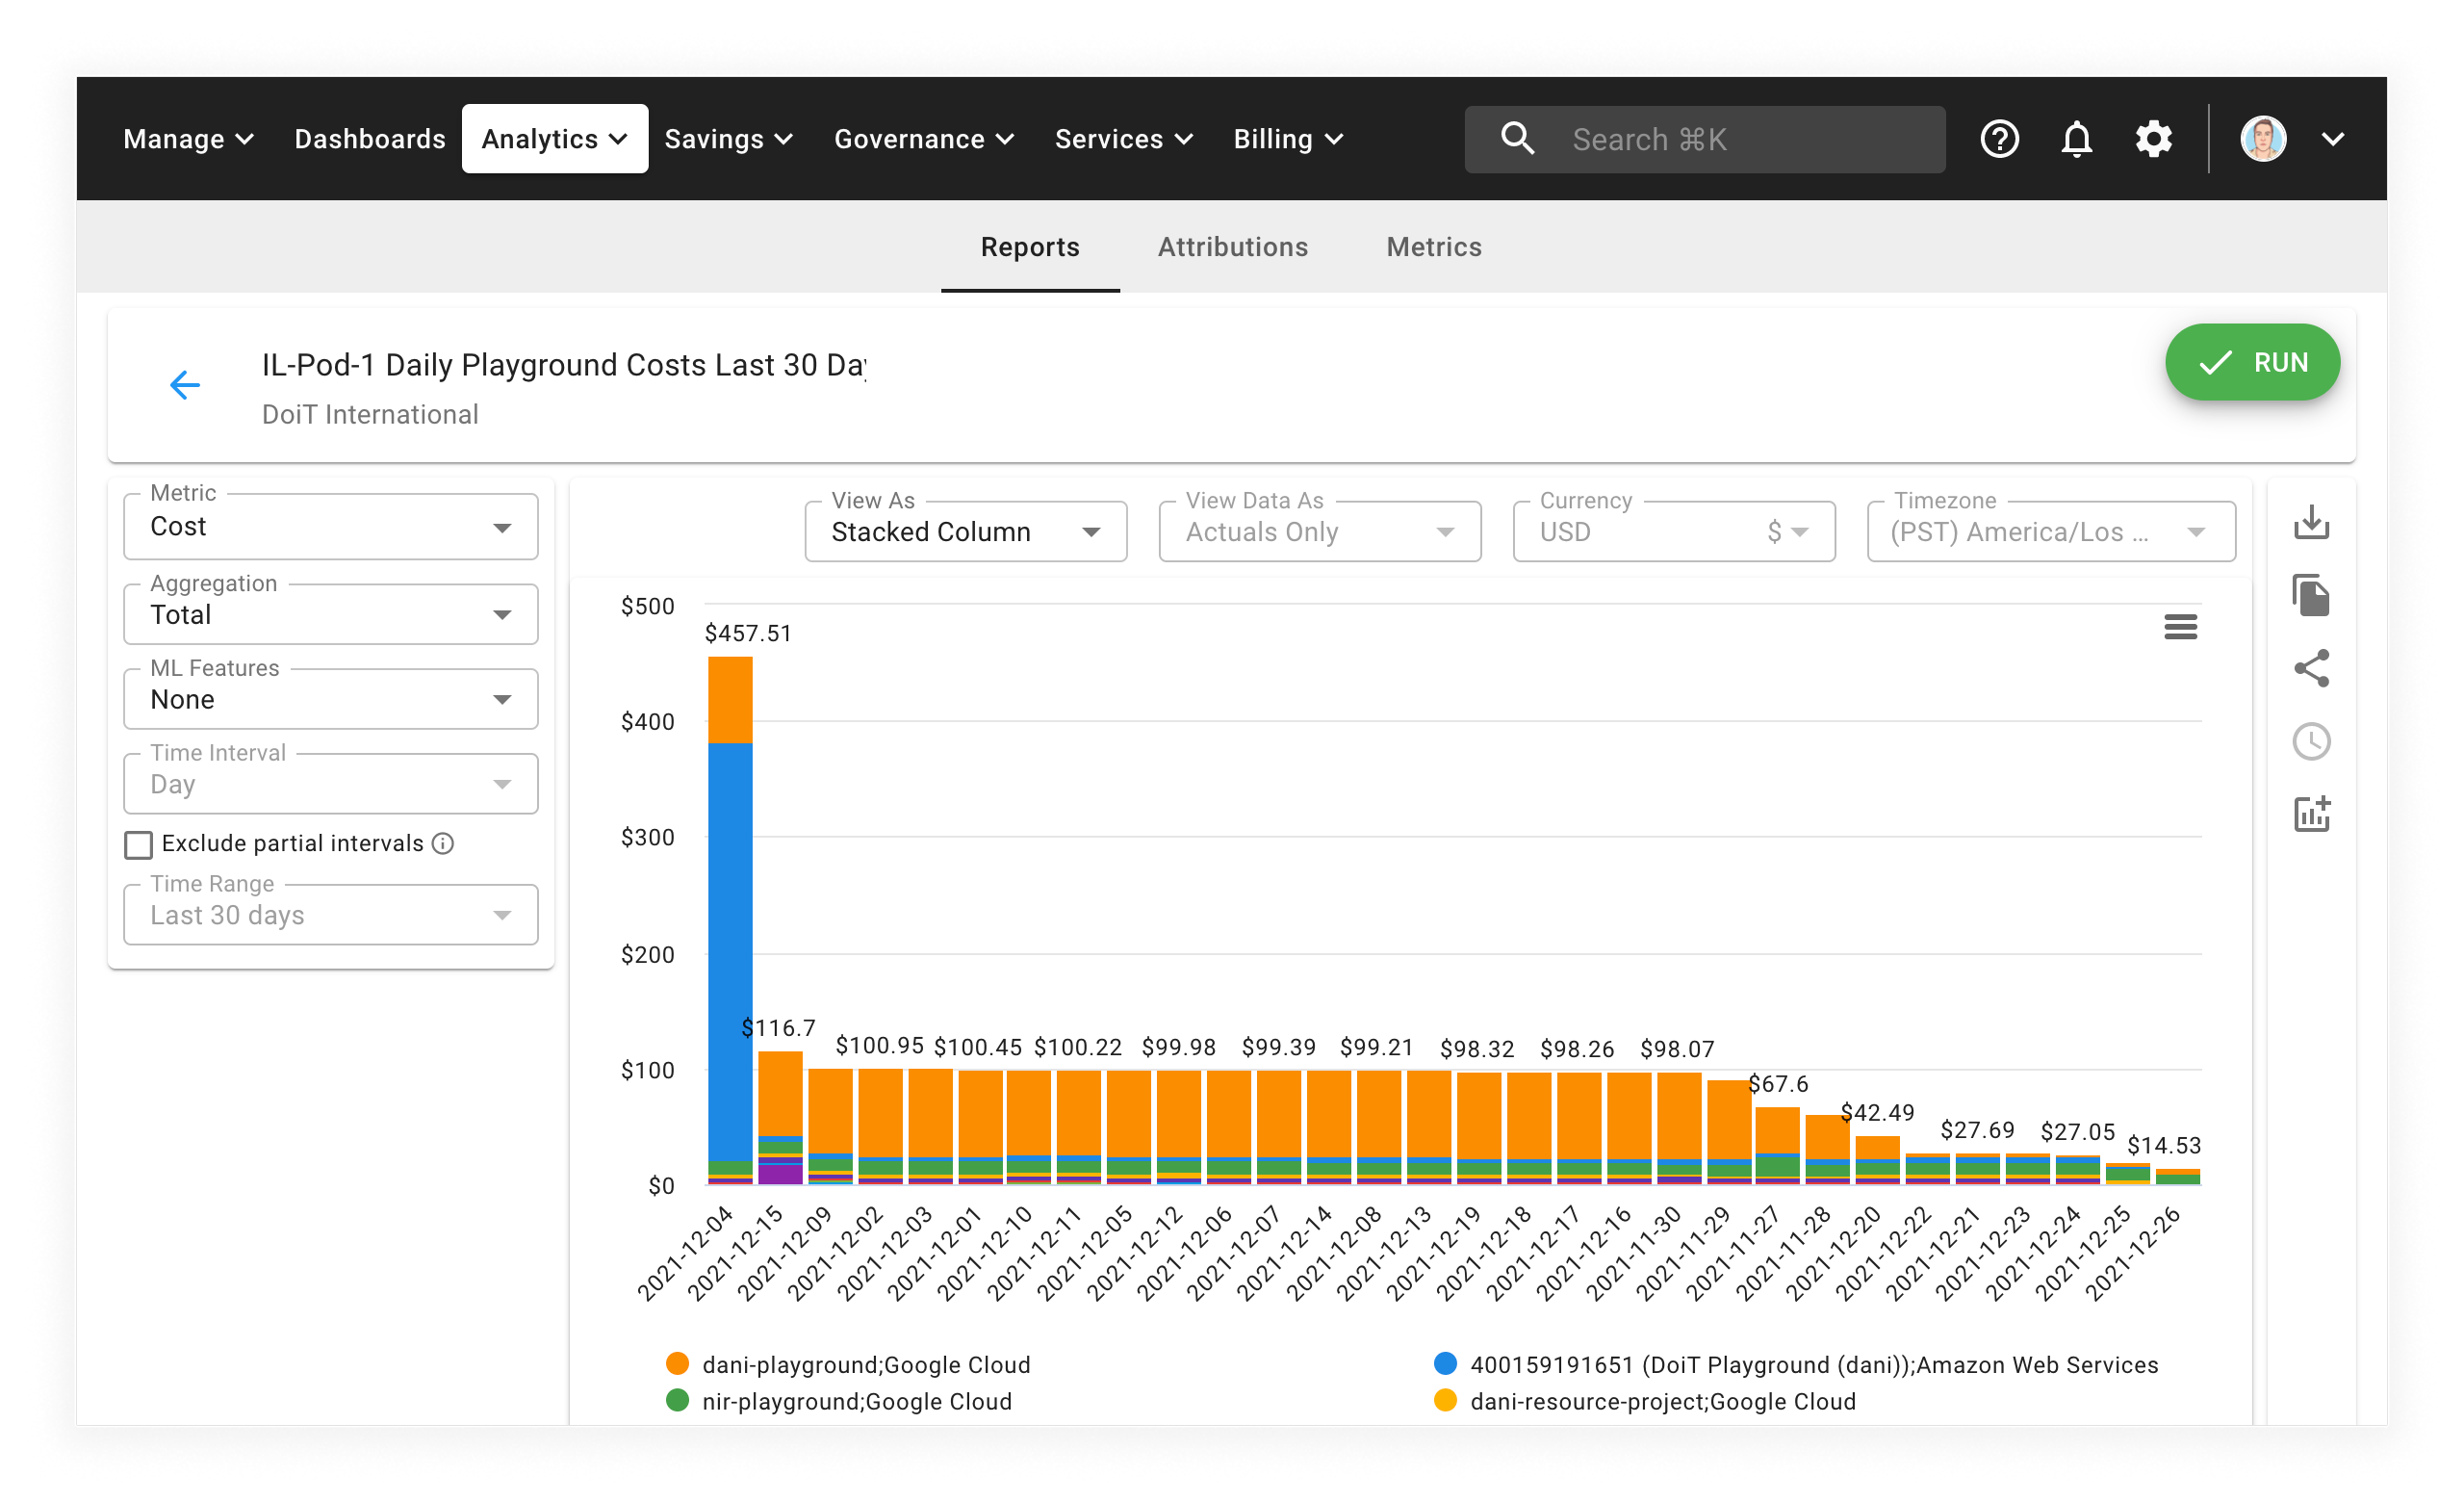 Manage Dashboards Analytics Savings Governance Services Billing Search ⌘K
Reports Attributions Metrics
IL-Pod-1 Daily Playground Costs Last 30 Day
DoiT International
RUN
Metric
Cost
Aggregation
Total
ML Features
None
Time Interval
Day
Exclude partial intervals
Time Range
Last 30 days
View As
Stacked Column
View Data As
Actuals Only
Currency
USD $
Timezone
(PST) America/Los ...
$500
$400
$300
$200
$100
$0
$457.51
$116.7
$100.95 $100.45 $100.22 $99.98 $99.39 $99.21 $98.32 $98.26 $98.07
$67.6
$42.49
$27.69
$27.05
$14.53
2021-12-04
2021-12-15
2021-12-09
2021-12-02
2021-12-03
2021-12-01
2021-12-10
2021-12-11
2021-12-05
2021-12-12
2021-12-06
2021-12-07
2021-12-14
2021-12-08
2021-12-13
2021-12-19
2021-12-18
2021-12-17
2021-12-16
2021-11-30
2021-11-29
2021-11-27
2021-11-28
2021-12-20
2021-12-22
2021-12-21
2021-12-23
2021-12-24
2021-12-25
2021-12-26
dani-playground;Google Cloud
400159191651 (DoiT Playground (dani));Amazon Web Services
nir-playground;Google Cloud
dani-resource-project;Google Cloud